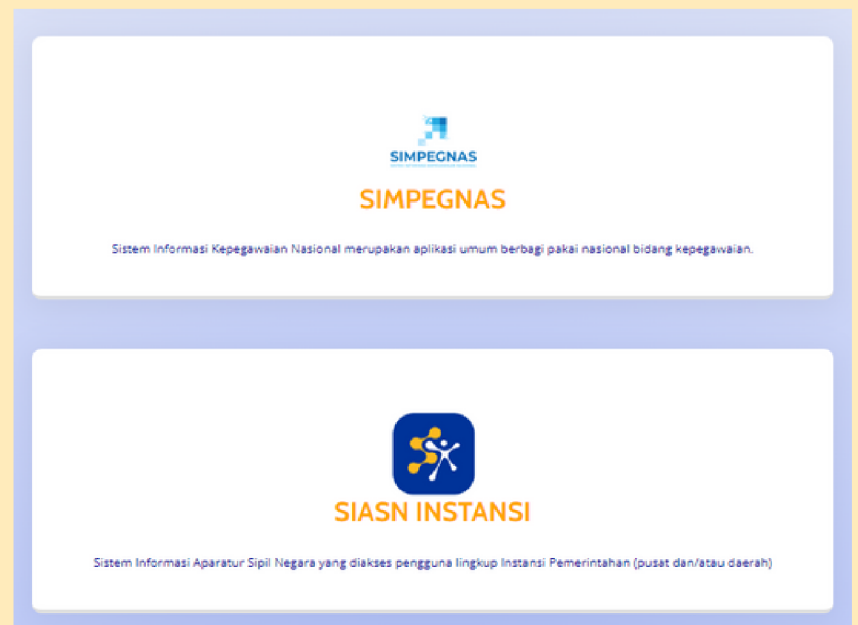 SIMPEGNAS
SIMPEGNAS
Sistem Informasi Kepegawaian Nasional merupakan aplikasi umum berbagi pakai nasional bidang kepegawaian.
SIASN INSTANSI
Sistem Informasi Aparatur Sipil Negara yang diakses pengguna lingkup Instansi Pemerintahan (pusat dan/atau daerah)